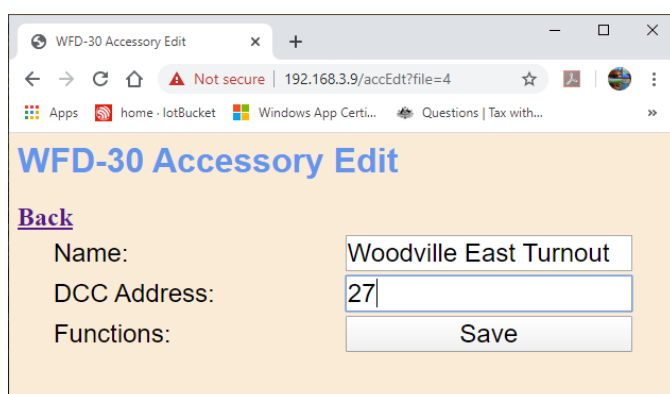 WFD-30 Accessory Edit
Not secure | 192.168.3.9/accEdt?file=4
Apps home - IotBucket Windows App Certi... Questions | Tax with...
WFD-30 Accessory Edit
Back
Name: Woodville East Turnout
DCC Address: 27
Functions: Save